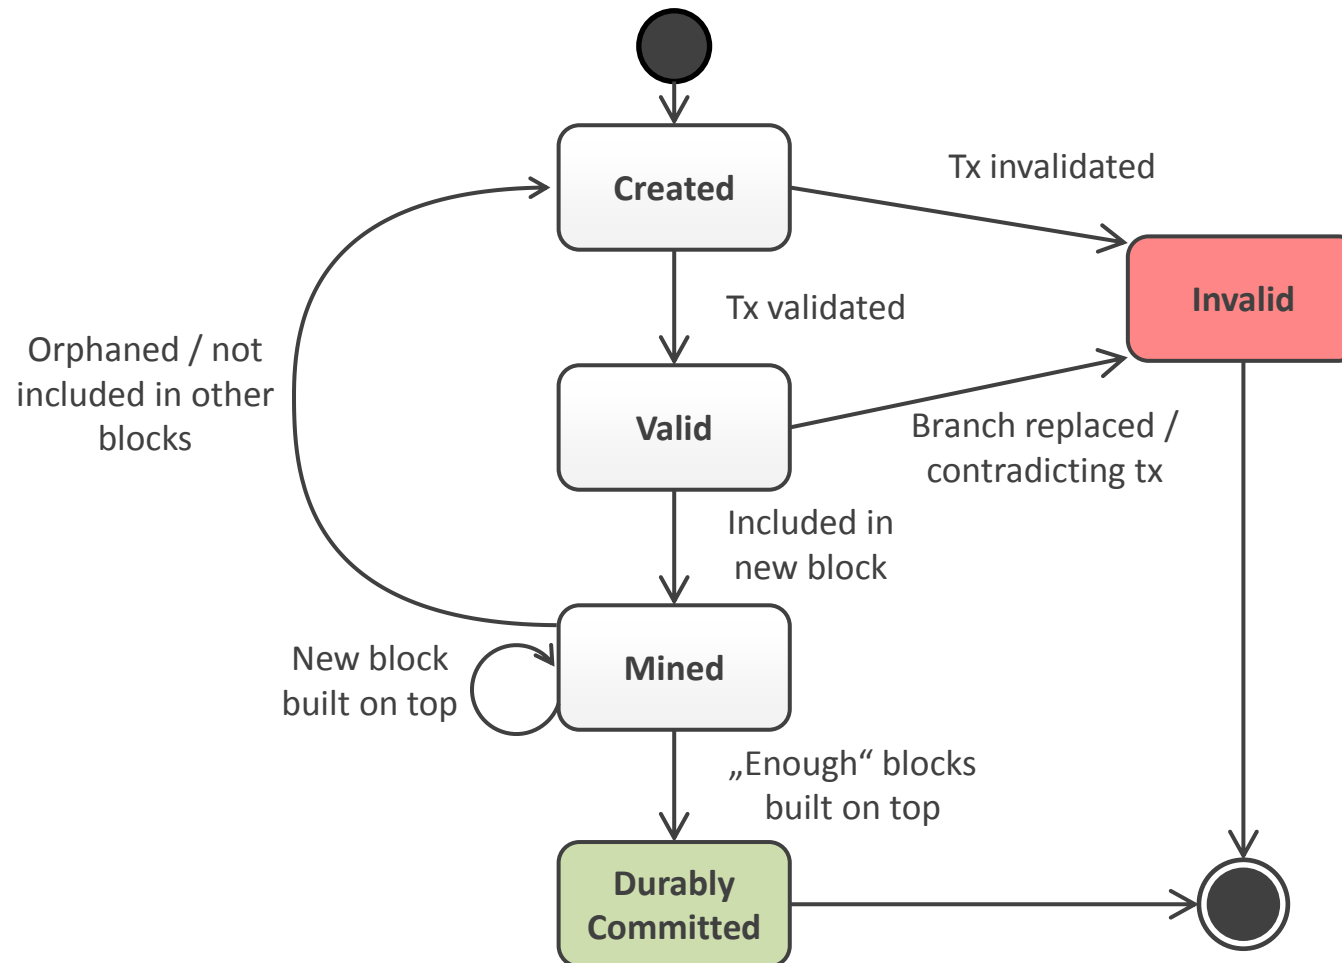 Created
Tx invalidated
Invalid
Tx validated
Orphaned / not
included in other
blocks
Valid
Branch replaced /
contradicting tx
Included in
new block
New block
built on top
Mined
„Enough“ blocks
built on top
Durably
Committed